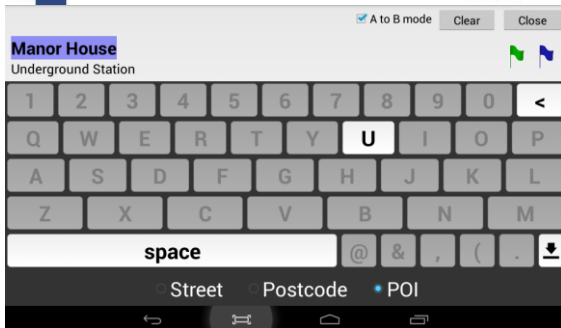 A to B mode Clear Close
Manor House
Underground Station
1 2 3 4 5 6 7 8 9 0 <
Q W E R T Y U I O P
A S D F G H J K L
Z X C V B N M
space @ & , ( .
Street Postcode POI